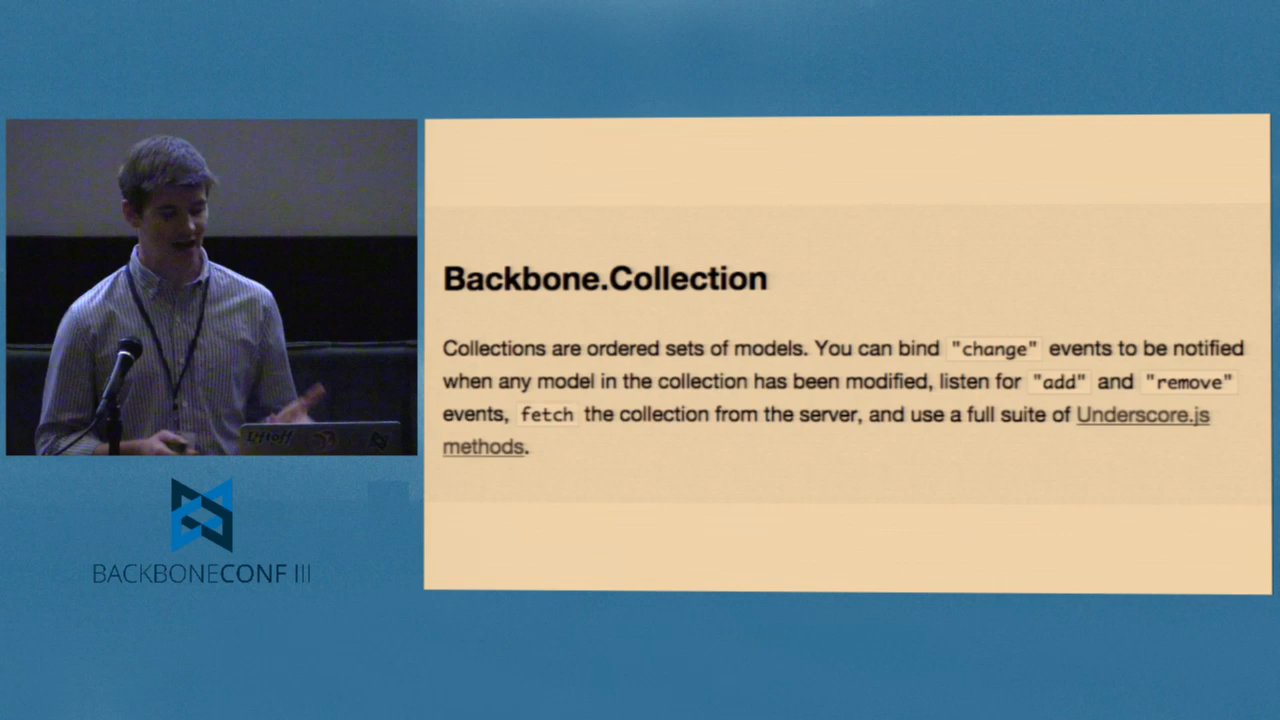 Backbone.Collection
Collections are ordered sets of models. You can bind "change" events to be notified
when any model in the collection has been modified, listen for "add" and "remove"
events, fetch the collection from the server, and use a full suite of Underscore.js
methods.
BACKBONECONF III